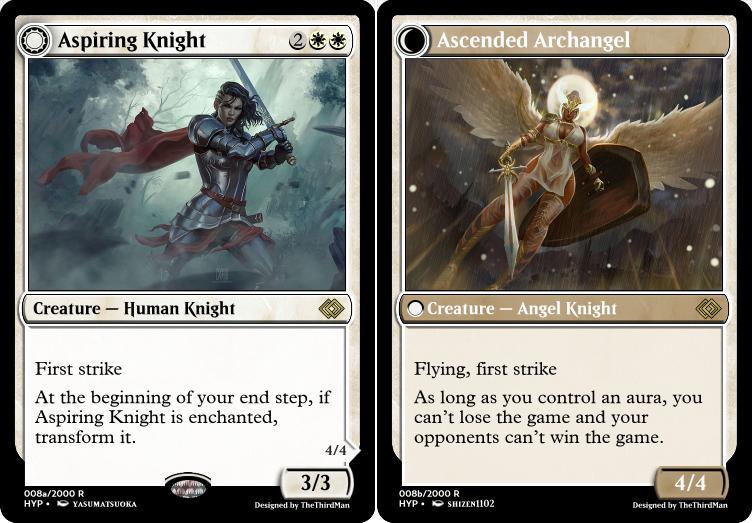 Aspiring Knight 2
First strike
At the beginning of your end step, if
Aspiring Knight is enchanted,
transform it.
Creature — Human Knight
4/4
3/3
008a/2000 R
HYP • YASUMATSUOKA
Designed by TheThirdMan
Ascended Archangel
Creature — Angel Knight
Flying, first strike
As long as you control an aura, you
can't lose the game and your
opponents can't win the game.
4/4
008b/2000 R
HYP • SHIZEN1102
Designed by TheThirdMan